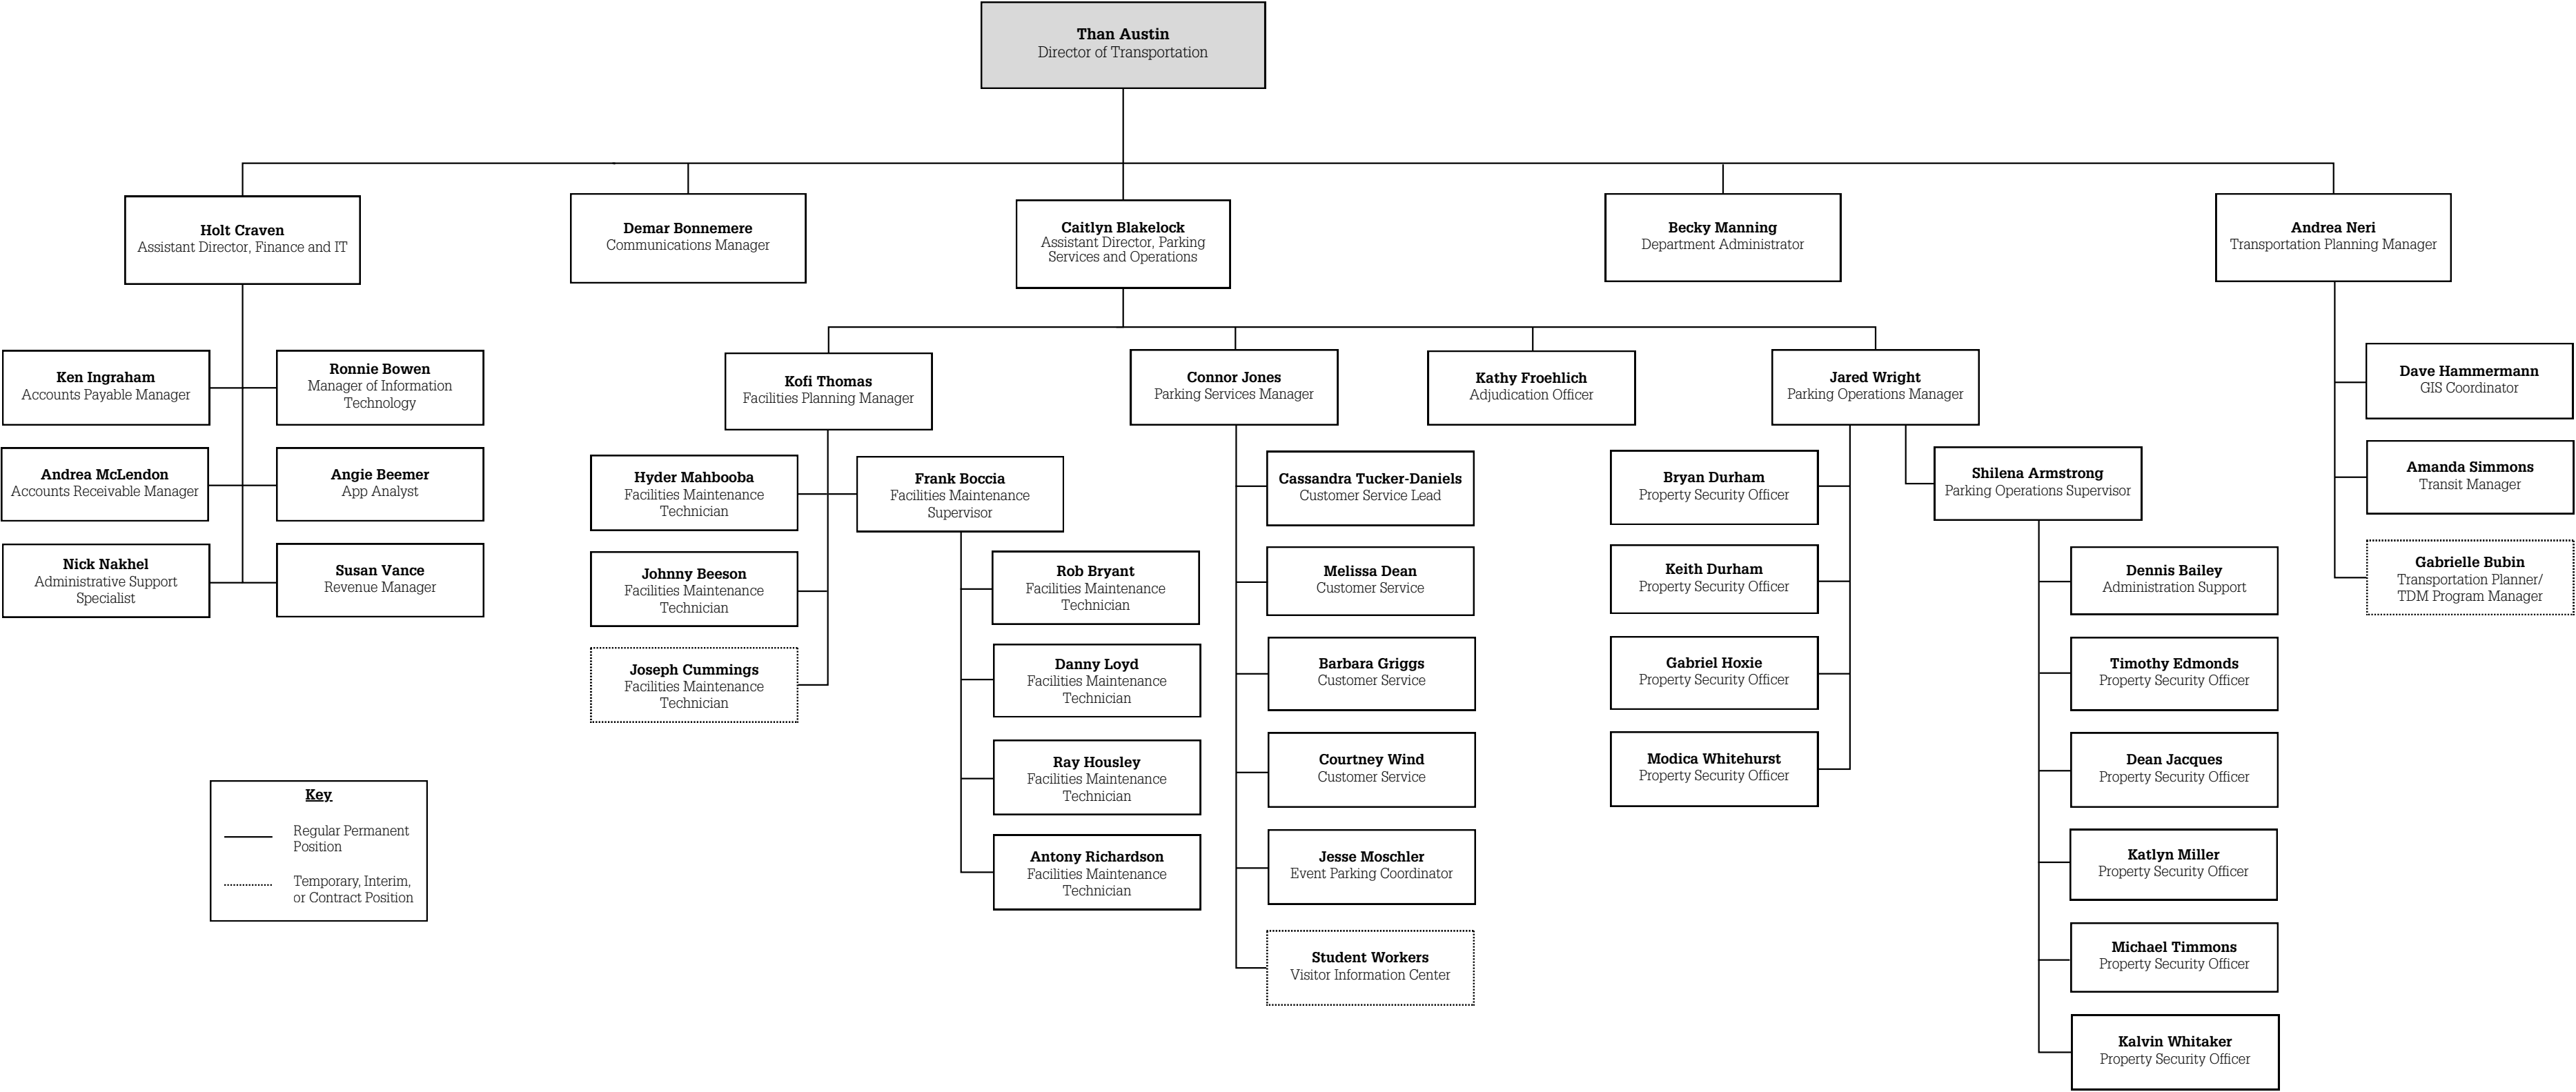 Than Austin
Director of Transportation
Holt Craven
Assistant Director, Finance and IT
Demar Bonnemere
Communications Manager
Caitlyn Blakelock
Assistant Director, Parking
Services and Operations
Becky Manning
Department Administrator
Andrea Neri
Transportation Planning Manager
Ken Ingraham
Accounts Payable Manager
Ronnie Bowen
Manager of Information
Technology
Andrea McLendon
Accounts Receivable Manager
Angie Beemer
App Analyst
Nick Nakhel
Administrative Support
Specialist
Susan Vance
Revenue Manager
Kofi Thomas
Facilities Planning Manager
Hyder Mahbooba
Facilities Maintenance
Technician
Johnny Beeson
Facilities Maintenance
Technician
Joseph Cummings
Facilities Maintenance
Technician
Frank Boccia
Facilities Maintenance
Supervisor
Rob Bryant
Facilities Maintenance
Technician
Danny Loyd
Facilities Maintenance
Technician
Ray Housley
Facilities Maintenance
Technician
Antony Richardson
Facilities Maintenance
Technician
Connor Jones
Parking Services Manager
Cassandra Tucker-Daniels
Customer Service Lead
Melissa Dean
Customer Service
Barbara Griggs
Customer Service
Courtney Wind
Customer Service
Jesse Moschler
Event Parking Coordinator
Student Workers
Visitor Information Center
Kathy Froehlich
Adjudication Officer
Jared Wright
Parking Operations Manager
Bryan Durham
Property Security Officer
Keith Durham
Property Security Officer
Gabriel Hoxie
Property Security Officer
Modica Whitehurst
Property Security Officer
Shilena Armstrong
Parking Operations Supervisor
Dennis Bailey
Administration Support
Timothy Edmonds
Property Security Officer
Dean Jacques
Property Security Officer
Katlyn Miller
Property Security Officer
Michael Timmons
Property Security Officer
Kalvin Whitaker
Property Security Officer
Dave Hammermann
GIS Coordinator
Amanda Simmons
Transit Manager
Gabrielle Bubin
Transportation Planner/
TDM Program Manager
Key
Regular Permanent
Position
Temporary, Interim,
or Contract Position